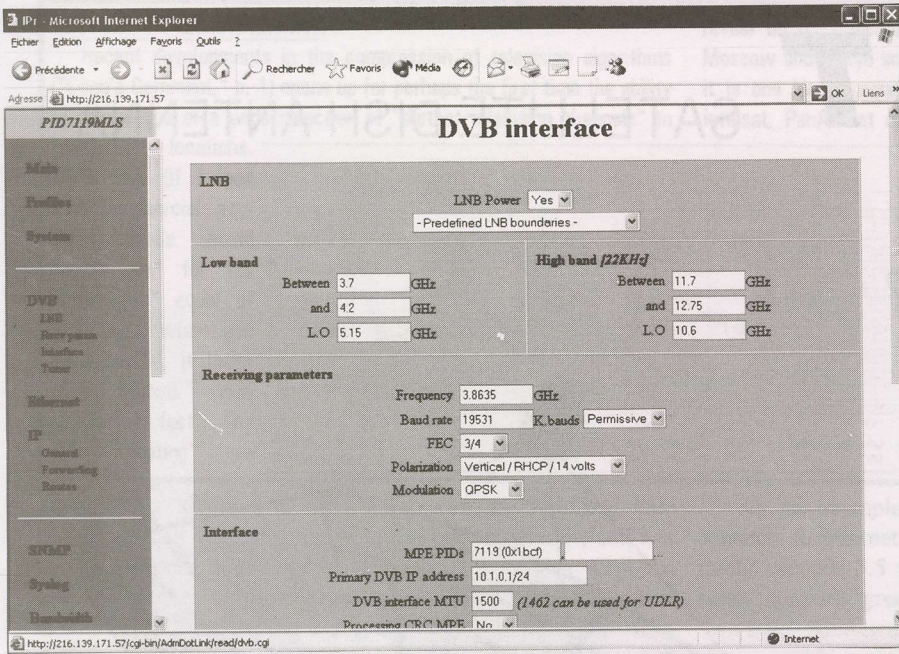 IPr - Microsoft Internet Explorer
Fichier Edition Affichage Favoris Outils ?
Précédente Rechercher Favoris Média
Adresse http://216.139.171.57 OK Liens »
PID7119MLS
DVB interface
Main
Profiles
System
DVB
LNB
Interface
Tuner
Ethernet
IP
General
Forwarding
Routes
SNMP
Syslog
Bandwidth
LNB
LNB Power Yes
- Predefined LNB boundaries -
Low band
Between 3.7 GHz
and 4.2 GHz
L.O 5.15 GHz
High band [22KHz]
Between 11.7 GHz
and 12.75 GHz
L.O 10.6 GHz
Receiving parameters
Frequency 3.8635 GHz
Baud rate 19531 K.bauds Permissive
FEC 3/4
Polarization Vertical / RHCP / 14 volts
Modulation QPSK
Interface
MPE PIDs 7119 (0x1bcf) , ...
Primary DVB IP address 10.1.0.1/24
DVB interface MTU 1500 (1462 can be used for UDLR)
Processing CRC MPE No
http://216.139.171.57/cgi-bin/AdmDotLink/read/dvb.cgi Internet